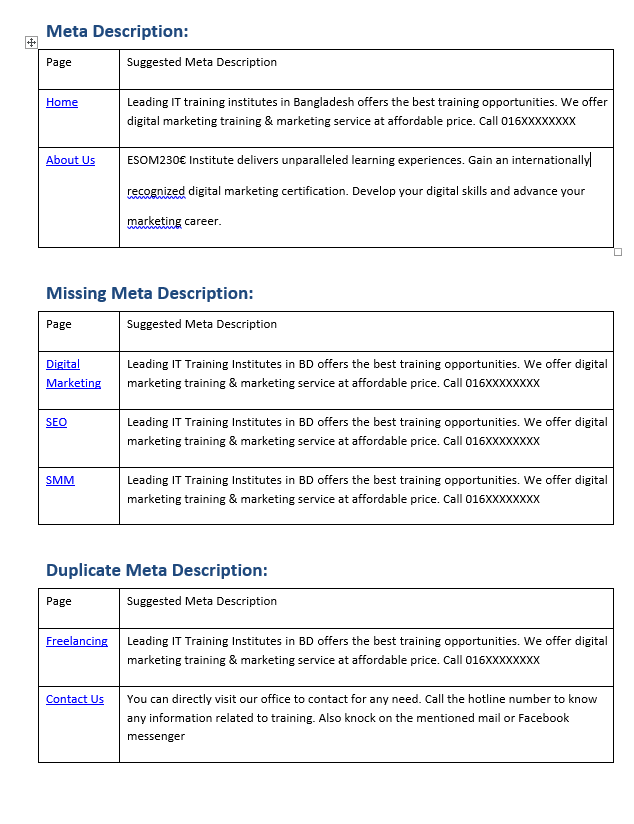 Meta Description:
Page Suggested Meta Description
Home Leading IT training institutes in Bangladesh offers the best training opportunities. We offer
digital marketing training & marketing service at affordable price. Call 016XXXXXXXX
About Us ESOM230€ Institute delivers unparalleled learning experiences. Gain an internationally
recognized digital marketing certification. Develop your digital skills and advance your
marketing career.
Missing Meta Description:
Page Suggested Meta Description
Digital Leading IT Training Institutes in BD offers the best training opportunities. We offer digital
Marketing marketing training & marketing service at affordable price. Call 016XXXXXXXX
SEO Leading IT Training Institutes in BD offers the best training opportunities. We offer digital
marketing training & marketing service at affordable price. Call 016XXXXXXXX
SMM Leading IT Training Institutes in BD offers the best training opportunities. We offer digital
marketing training & marketing service at affordable price. Call 016XXXXXXXX
Duplicate Meta Description:
Page Suggested Meta Description
Freelancing Leading IT Training Institutes in BD offers the best training opportunities. We offer digital
marketing training & marketing service at affordable price. Call 016XXXXXXXX
Contact Us You can directly visit our office to contact for any need. Call the hotline number to know
any information related to training. Also knock on the mentioned mail or Facebook
messenger